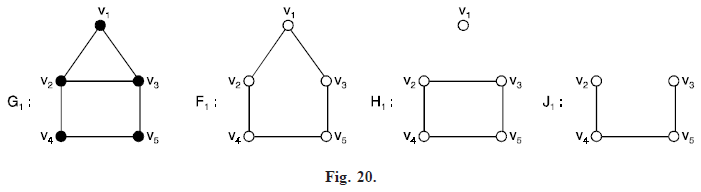 v₁ v₁ v₁
v₂ v₃ v₂ v₃ v₂ v₃ v₂ v₃
G₁ : F₁ : H₁ : J₁ :
v₄ v₅ v₄ v₅ v₄ v₅ v₄ v₅
Fig. 20.